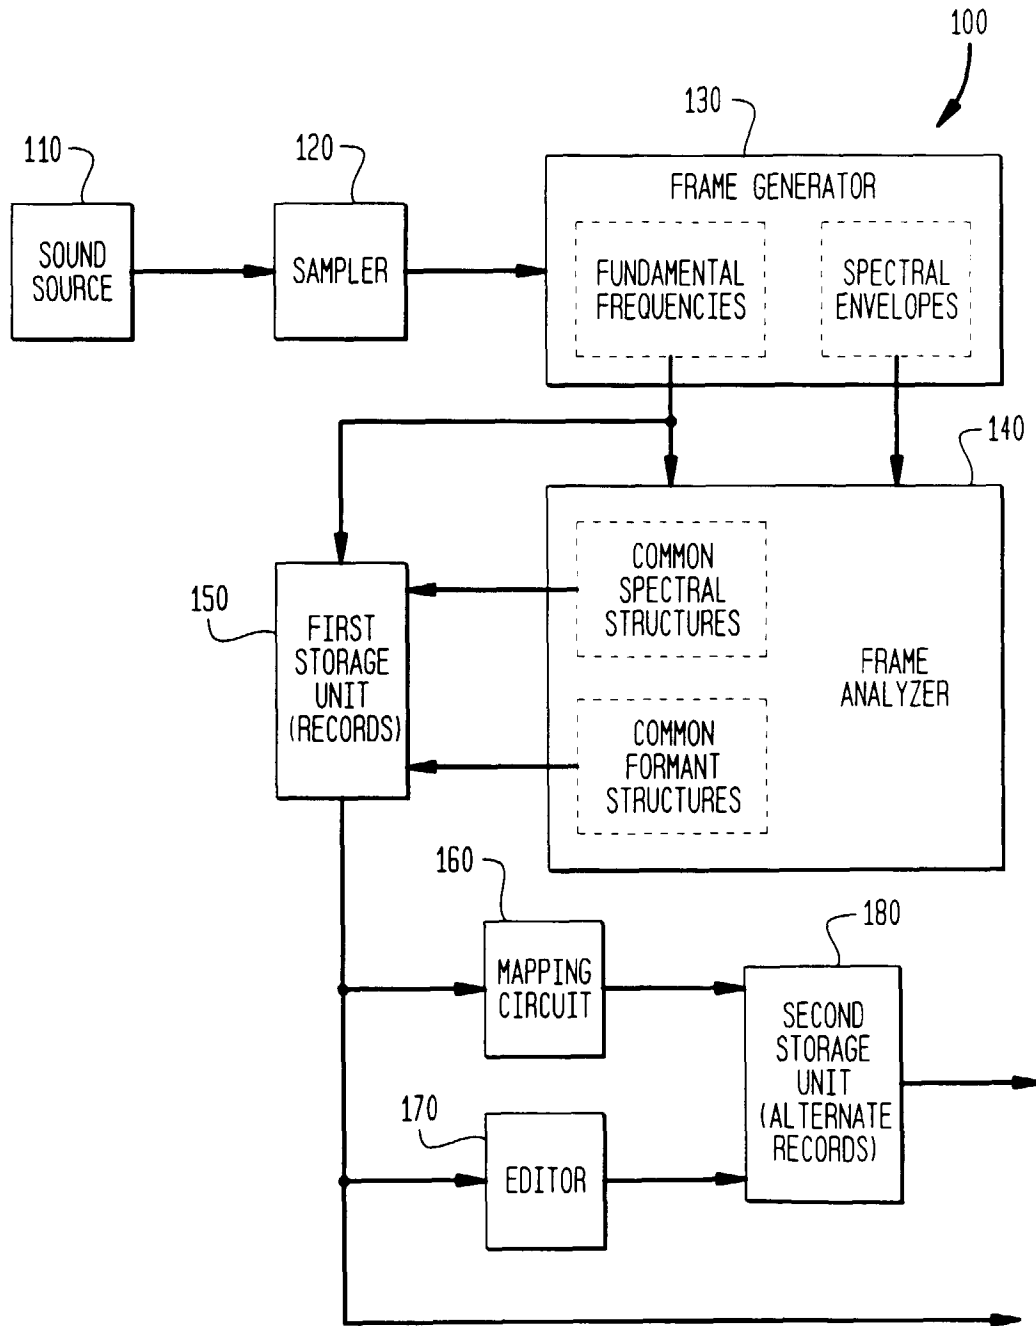 100
130
110
120
FRAME GENERATOR
SOUND
SOURCE
SAMPLER
FUNDAMENTAL
FREQUENCIES
SPECTRAL
ENVELOPES
140
150
COMMON
SPECTRAL
STRUCTURES
FIRST
STORAGE
UNIT
(RECORDS)
FRAME
ANALYZER
COMMON
FORMANT
STRUCTURES
160
180
MAPPING
CIRCUIT
SECOND
STORAGE
UNIT
(ALTERNATE
RECORDS)
170
EDITOR